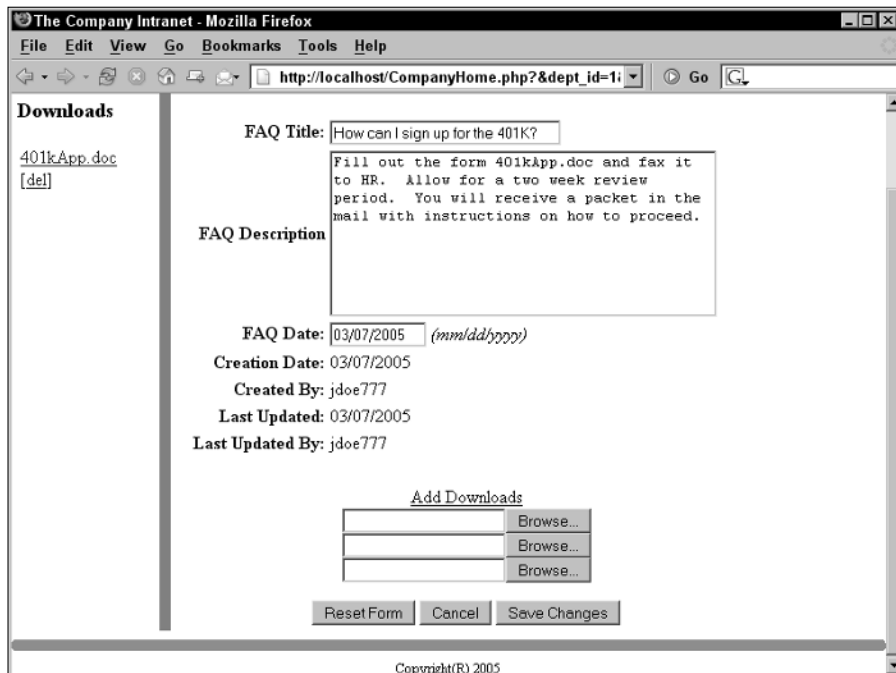 The Company Intranet - Mozilla Firefox
File Edit View Go Bookmarks Tools Help
http://localhost/CompanyHome.php?&dept_id=1& Go G
Downloads
401kApp.doc
[del]
FAQ Title: How can I sign up for the 401K?
FAQ Description
Fill out the form 401kApp.doc and fax it
to HR. Allow for a two week review
period. You will receive a packet in the
mail with instructions on how to proceed.
FAQ Date: 03/07/2005 (mm/dd/yyyy)
Creation Date: 03/07/2005
Created By: jdoe777
Last Updated: 03/07/2005
Last Updated By: jdoe777
Add Downloads
Browse...
Browse...
Browse...
Reset Form Cancel Save Changes
Copyright(R) 2005